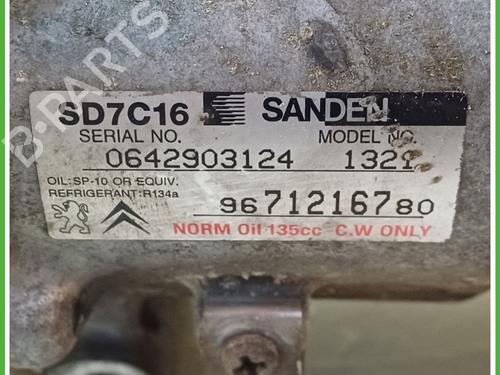 B-PARTS
SD7C16 SANDEN
SERIAL NO. MODEL NO.
0642903124 1321
OIL: SP-10 OR EQUIV.
REFRIGERANT: R134a
9671216780
NORM Oil 135cc C.W ONLY